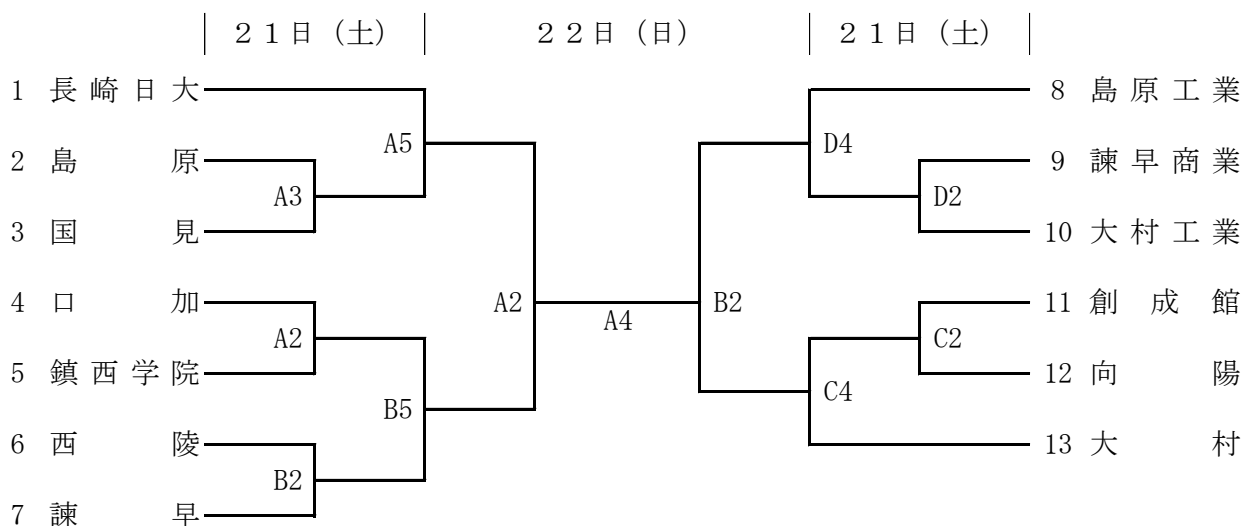 21日(土) 22日(日) 21日(土)
1 長崎日大 8 島原工業
A5 D4
2 島原 9 諫早商業
A3 D2
3 国見 10 大村工業
4 口加 A2 A4 B2 11 創成館
A2 C2
5 鎮西学院 12 向陽
B5 C4
6 西陵 13 大村
B2
7 諫早